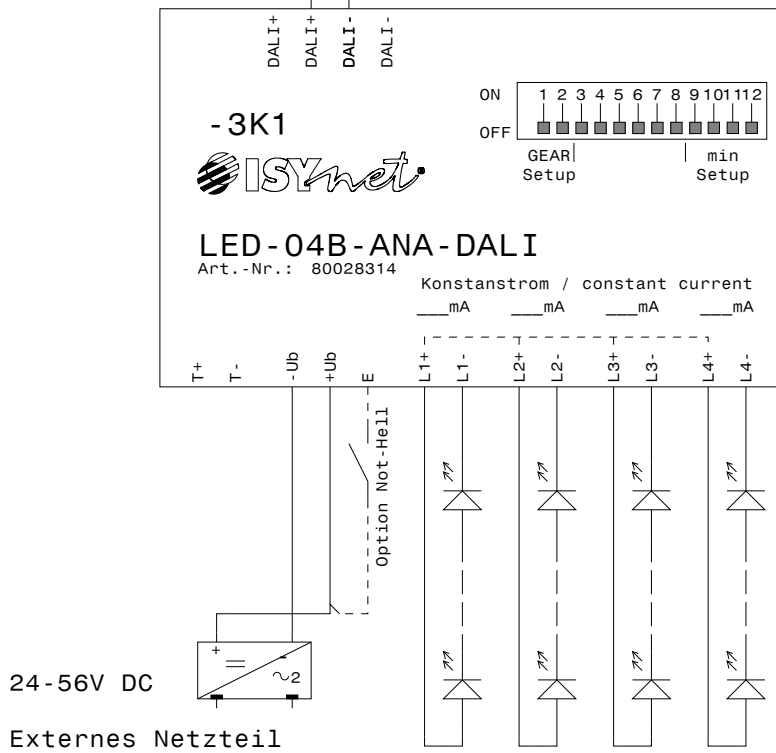 DALI+ DALI+ DALI- DALI-
ON 1 2 3 4 5 6 7 8 9 10 11 12
-3K1
OFF
ISYnet
GEAR Setup
min Setup
LED-04B-ANA-DALI
Art.-Nr.: 80028314
Konstanstrom / constant current
___mA ___mA ___mA ___mA
T+ T- -Ub +Ub E L1+ L1- L2+ L2- L3+ L3- L4+ L4-
Option Not-Hell
+ -
~2
24-56V DC
Externes Netzteil